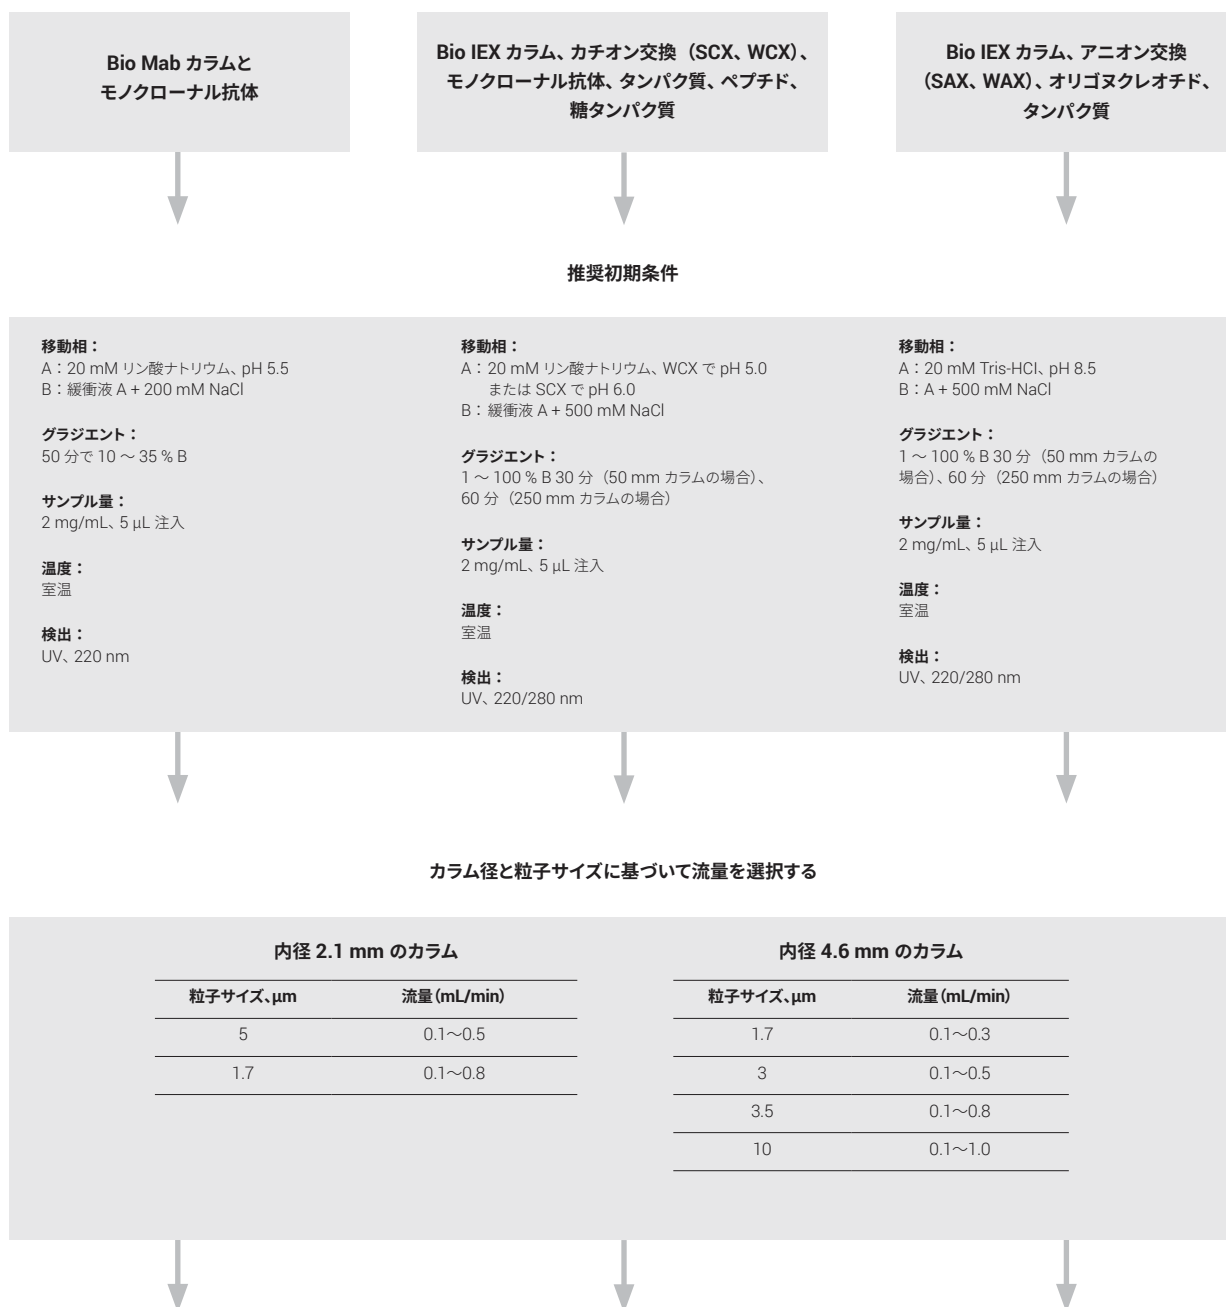 Bio Mab カラムと
モノクローナル抗体
Bio IEX カラム、カチオン交換（SCX、WCX）、
モノクローナル抗体、タンパク質、ペプチド、
糖タンパク質
Bio IEX カラム、アニオン交換
（SAX、WAX）、オリゴヌクレオチド、
タンパク質
推奨初期条件
移動相：
A：20 mM リン酸ナトリウム、pH 5.5
B：緩衝液 A + 200 mM NaCl
グラジエント：
50 分で 10 ～ 35 % B
サンプル量：
2 mg/mL、5 µL 注入
温度：
室温
検出：
UV、220 nm
移動相：
A：20 mM リン酸ナトリウム、WCX で pH 5.0
または SCX で pH 6.0
B：緩衝液 A + 500 mM NaCl
グラジエント：
1 ～ 100 % B 30 分（50 mm カラムの場合）、
60 分（250 mm カラムの場合）
サンプル量：
2 mg/mL、5 µL 注入
温度：
室温
検出：
UV、220/280 nm
移動相：
A：20 mM Tris-HCl、pH 8.5
B：A + 500 mM NaCl
グラジエント：
1 ～ 100 % B 30 分（50 mm カラムの
場合）、60 分（250 mm カラムの場合）
サンプル量：
2 mg/mL、5 µL 注入
温度：
室温
検出：
UV、220/280 nm
カラム径と粒子サイズに基づいて流量を選択する
内径 2.1 mm のカラム
粒子サイズ、µm 流量（mL/min）
5 0.1～0.5
1.7 0.1～0.8
内径 4.6 mm のカラム
粒子サイズ、µm 流量（mL/min）
1.7 0.1～0.3
3 0.1～0.5
3.5 0.1～0.8
10 0.1～1.0